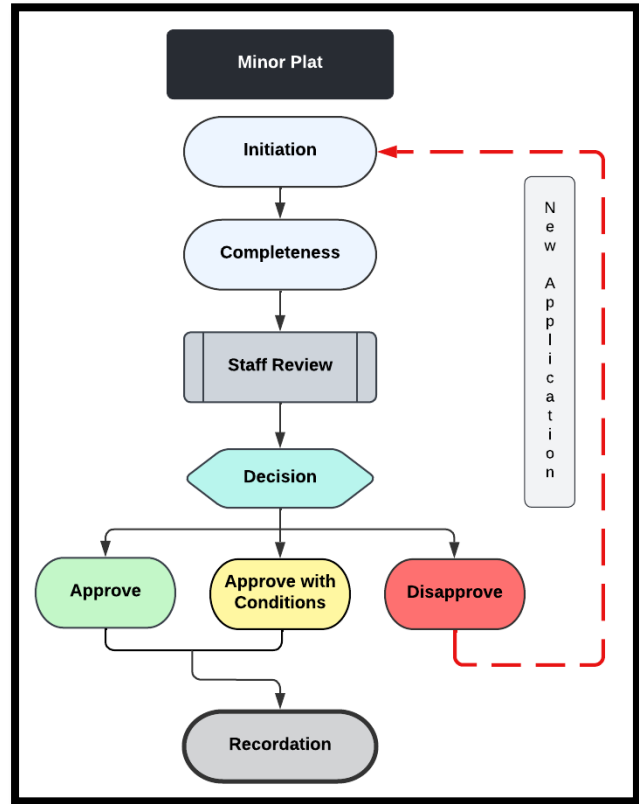 Minor Plat
Initiation
Completeness
Staff Review
Decision
Approve
Approve with
Conditions
Disapprove
Recordation
New Application